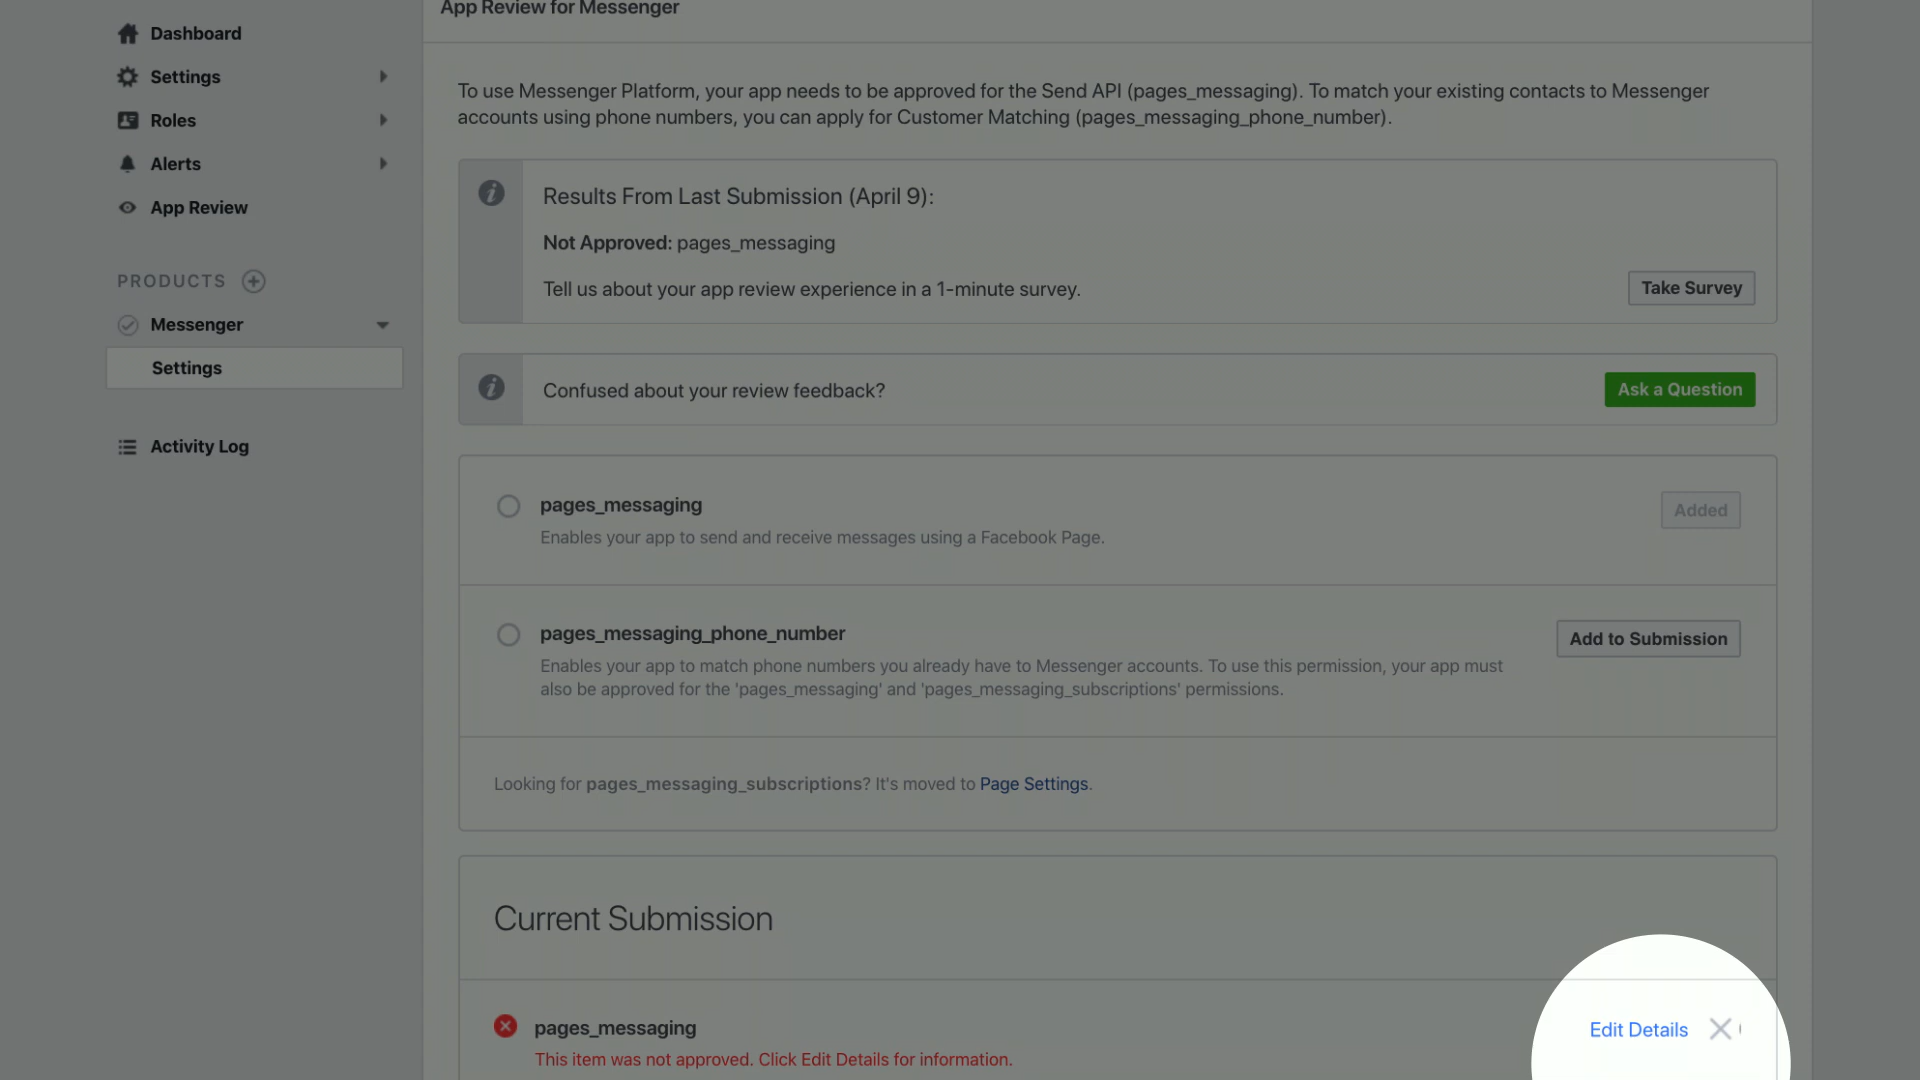 App Review for Messenger
Dashboard
Settings
Roles
Alerts
App Review
PRODUCTS
Messenger
Settings
Activity Log
To use Messenger Platform, your app needs to be approved for the Send API (pages_messaging). To match your existing contacts to Messenger
accounts using phone numbers, you can apply for Customer Matching (pages_messaging_phone_number).
Results From Last Submission (April 9):
Not Approved: pages_messaging
Tell us about your app review experience in a 1-minute survey.
Take Survey
Confused about your review feedback?
Ask a Question
pages_messaging
Added
Enables your app to send and receive messages using a Facebook Page.
pages_messaging_phone_number
Add to Submission
Enables your app to match phone numbers you already have to Messenger accounts. To use this permission, your app must
also be approved for the 'pages_messaging' and 'pages_messaging_subscriptions' permissions.
Looking for pages_messaging_subscriptions? It's moved to Page Settings.
Current Submission
pages_messaging
Edit Details
This item was not approved. Click Edit Details for information.